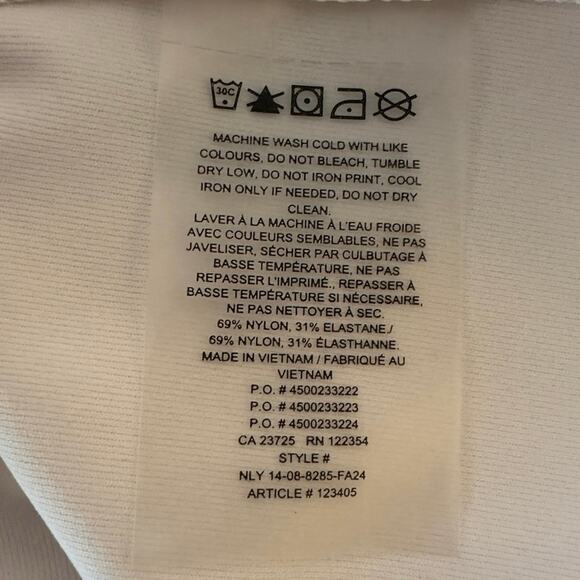 30C
MACHINE WASH COLD WITH LIKE
COLOURS, DO NOT BLEACH, TUMBLE
DRY LOW, DO NOT IRON PRINT, COOL
IRON ONLY IF NEEDED, DO NOT DRY
CLEAN.
LAVER À LA MACHINE À L'EAU FROIDE
AVEC COULEURS SEMBLABLES, NE PAS
JAVELISER, SÉCHER PAR CULBUTAGE À
BASSE TEMPÉRATURE, NE PAS
REPASSER L'IMPRIMÉ., REPASSER À
BASSE TEMPÉRATURE SI NÉCESSAIRE,
NE PAS NETTOYER À SEC.
69% NYLON, 31% ELASTANE./
69% NYLON, 31% ÉLASTHANNE.
MADE IN VIETNAM / FABRIQUÉ AU
VIETNAM
P.O. # 4500233222
P.O. # 4500233223
P.O. # 4500233224
CA 23725 RN 122354
STYLE #
NLY 14-08-8285-FA24
ARTICLE # 123405